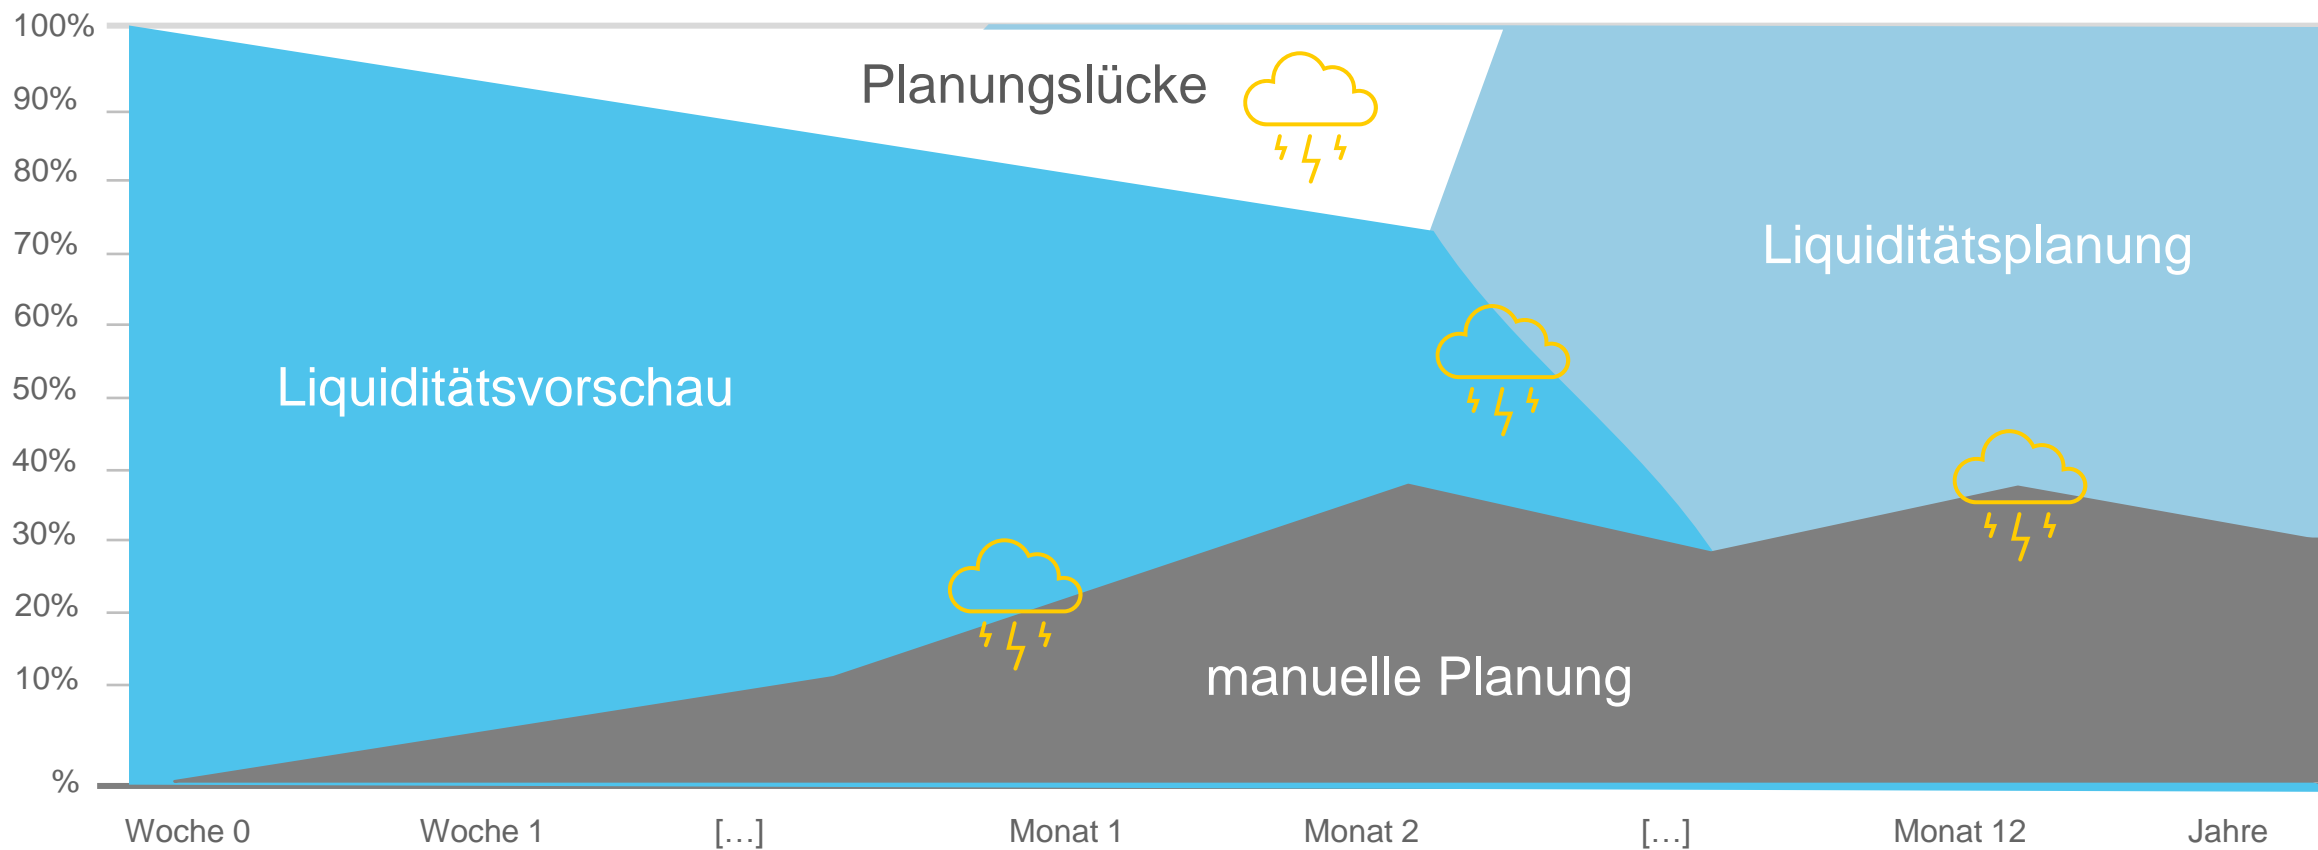 100%
Planungslücke
90%
80%
70%
Liquiditätsplanung
60%
50%
Liquiditätsvorschau
40%
30%
20%
10%
manuelle Planung
%
Woche 0 Woche 1 […] Monat 1 Monat 2 […] Monat 12 Jahre